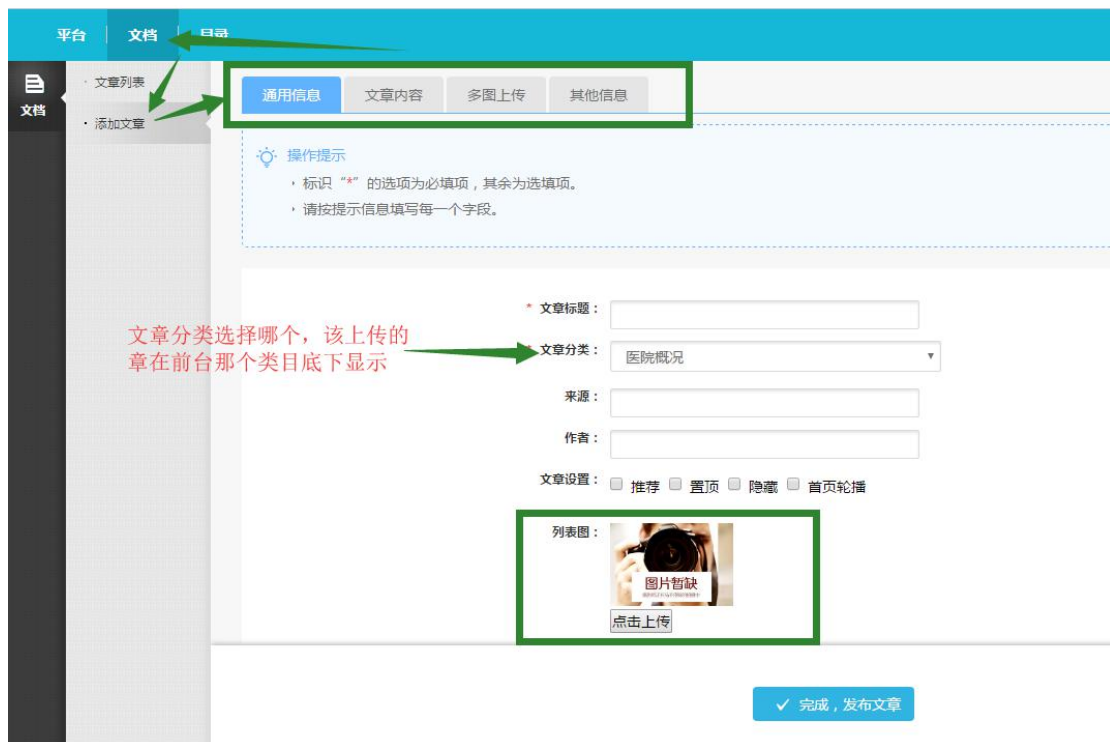 平台 文档 目录
文档
· 文章列表
· 添加文章
通用信息 文章内容 多图上传 其他信息
操作提示
标识“*”的选项为必填项，其余为选填项。
请按提示信息填写每一个字段。
* 文章标题：
文章分类选择哪个，该上传的
章在前台那个类目底下显示
* 文章分类：
医院概况
来源：
作者：
文章设置： 推荐 置顶 隐藏 首页轮播
列表图：
图片暂缺
点击上传
✓ 完成，发布文章